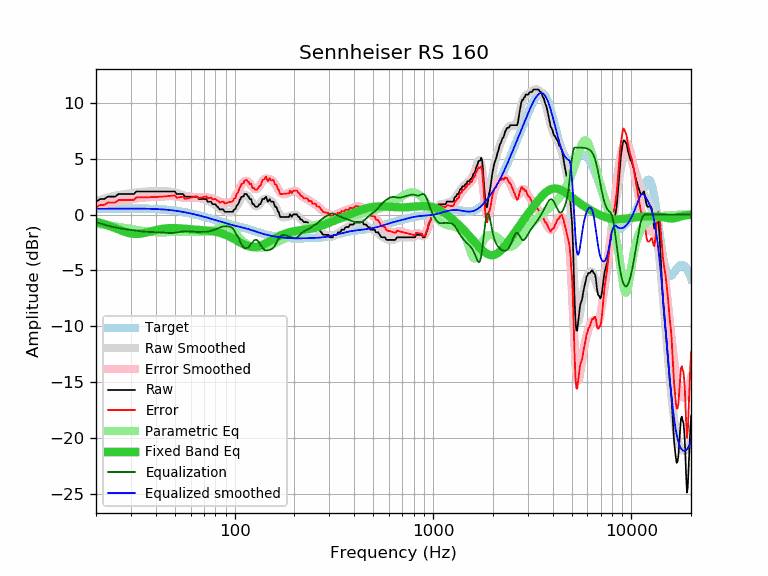 Sennheiser RS 160
Amplitude (dBr)
10
5
0
−5
−10
−15
−20
−25
Target
Raw Smoothed
Error Smoothed
Raw
Error
Parametric Eq
Fixed Band Eq
Equalization
Equalized smoothed
100
1000
10000
Frequency (Hz)